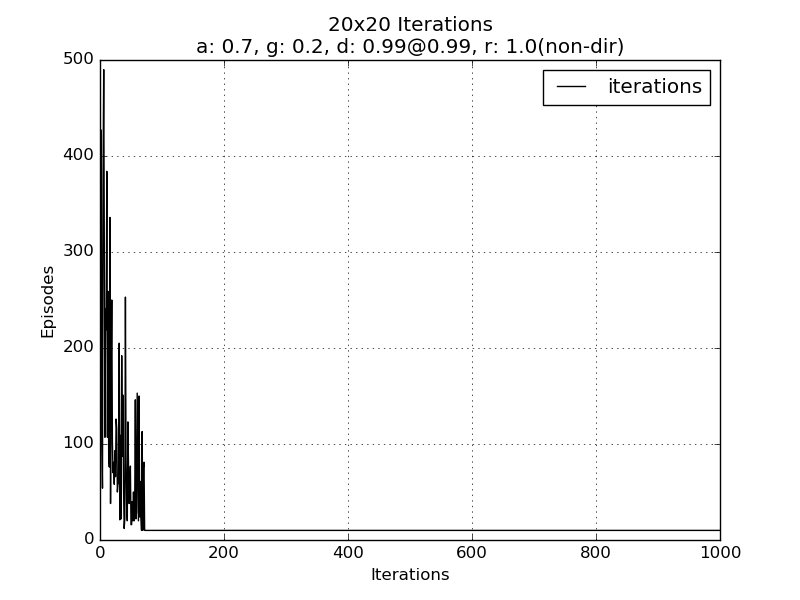 20x20 Iterations
a: 0.7, g: 0.2, d: 0.99@0.99, r: 1.0(non-dir)
500
iterations
400
300
Episodes
200
100
0
0 200 400 600 800 1000
Iterations